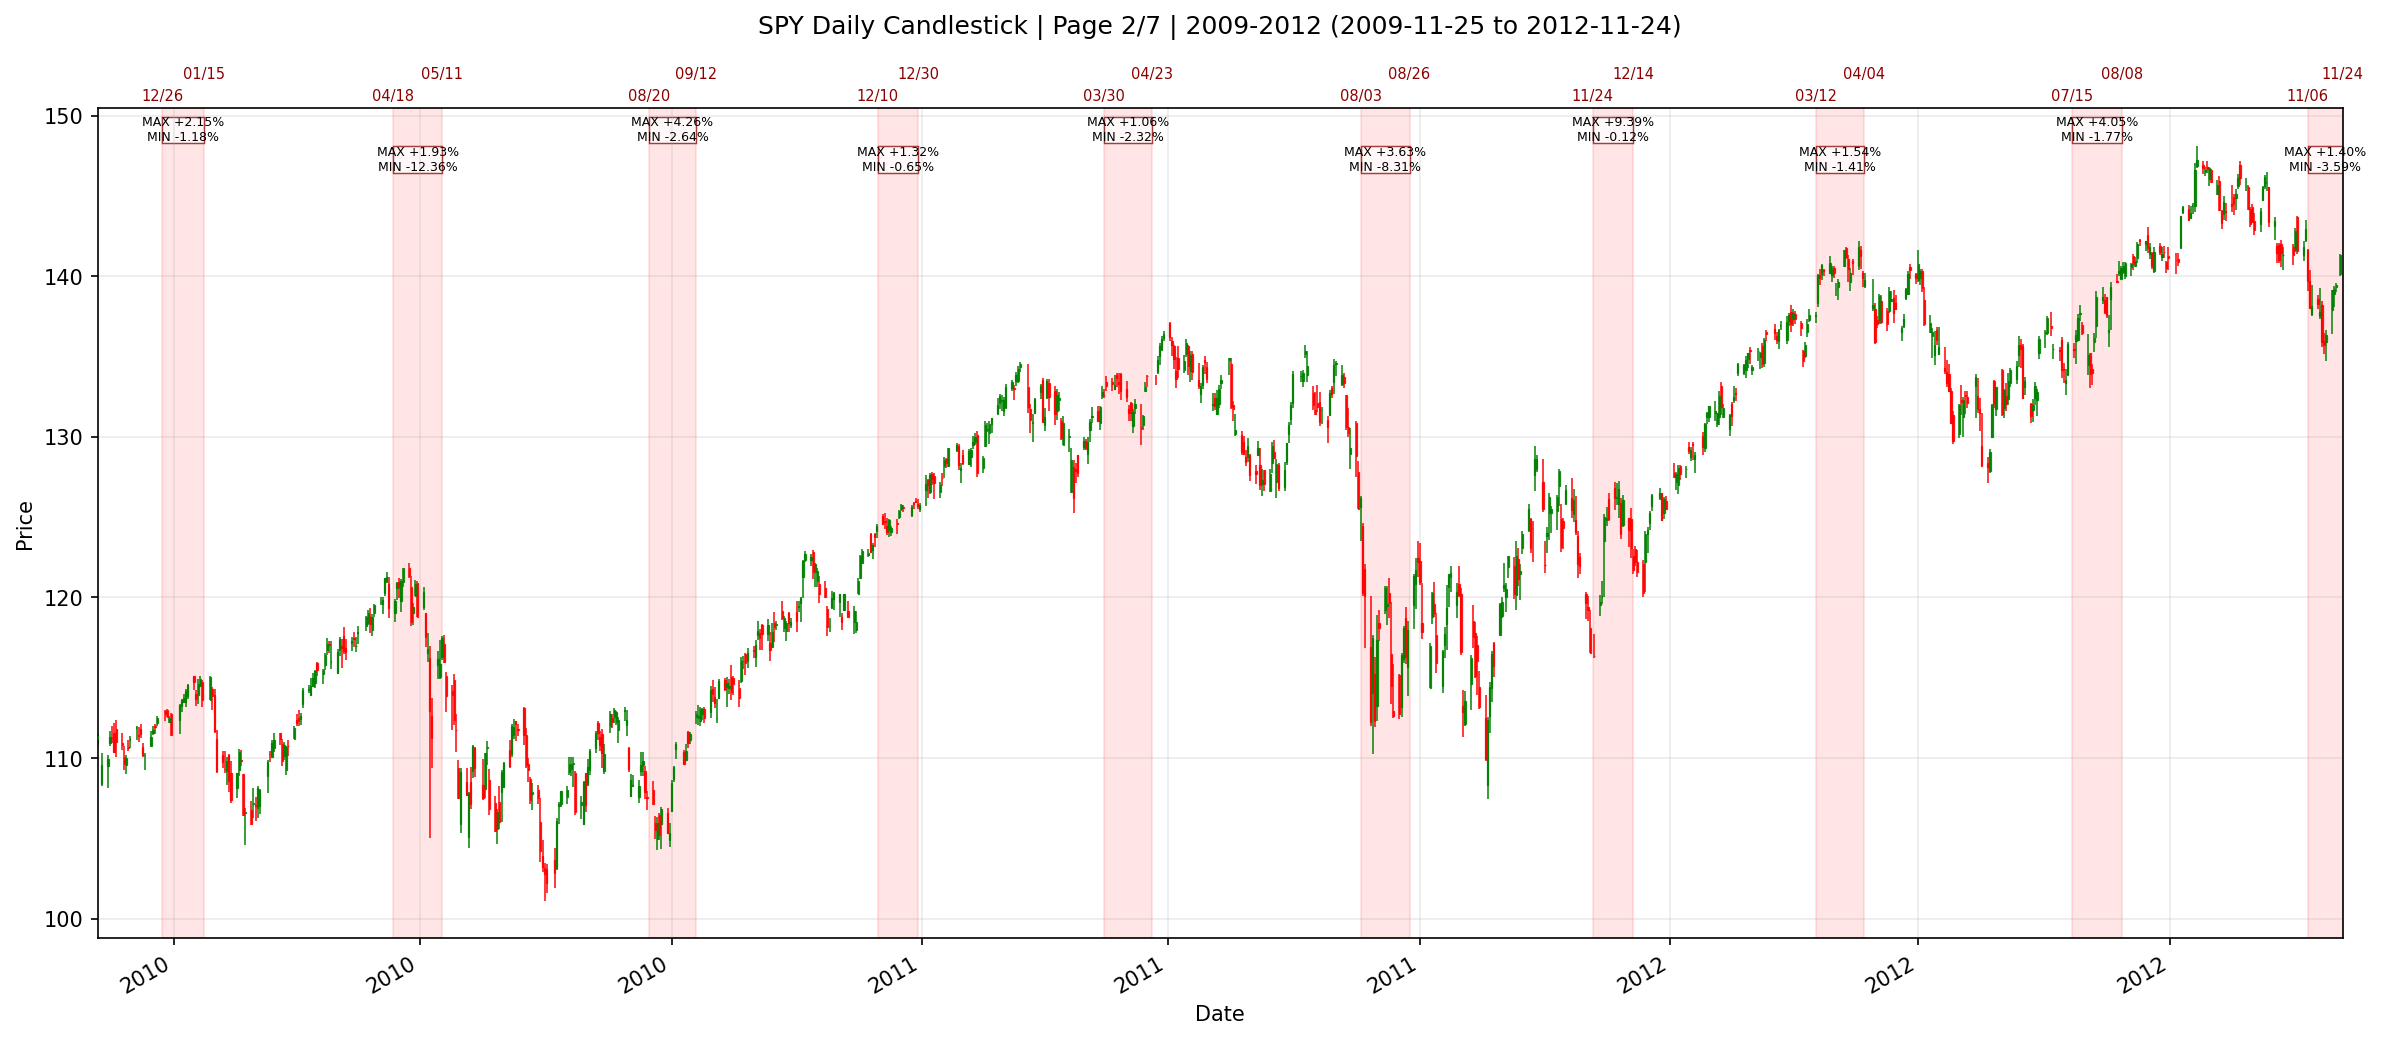 SPY Daily Candlestick | Page 2/7 | 2009-2012 (2009-11-25 to 2012-11-24)
01/15 05/11 09/12 12/30 04/23 08/26 12/14 04/04 08/08 11/24
12/26 04/18 08/20 12/10 03/30 08/03 11/24 03/12 07/15 11/06
150
MAX +2.15% MAX +4.26% MAX +1.06% MAX +9.39% MAX +4.05%
MIN -1.18% MIN -2.64% MIN -2.32% MIN -0.12% MIN -1.77%
MAX +1.93% MAX +1.32% MAX +3.63% MAX +1.54% MAX +1.40%
MIN -12.36% MIN -0.65% MIN -8.31% MIN -1.41% MIN -3.59%
140
130
120
110
100
Price
2010 2010 2010 2011 2011 2011 2012 2012 2012
Date